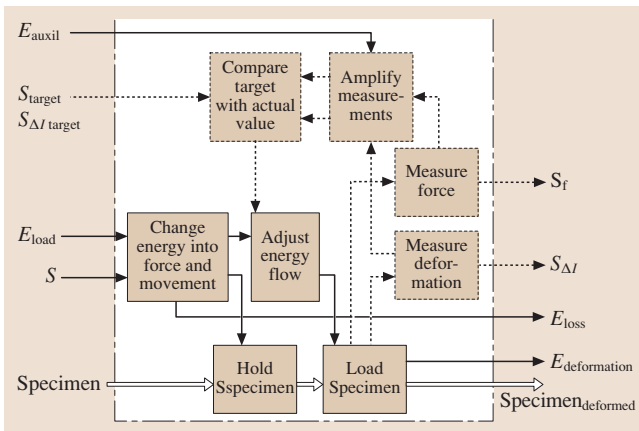 E_auxil
Compare
target
with actual
value
Amplify
measure-
ments
S_target
S_ΔI target
Measure
force
S_f
E_load
S
Change
energy into
force and
movement
Adjust
energy
flow
Measure
defor-
mation
S_ΔI
E_loss
Hold
Sspecimen
Load
Specimen
E_deformation
Specimen
Specimen_deformed